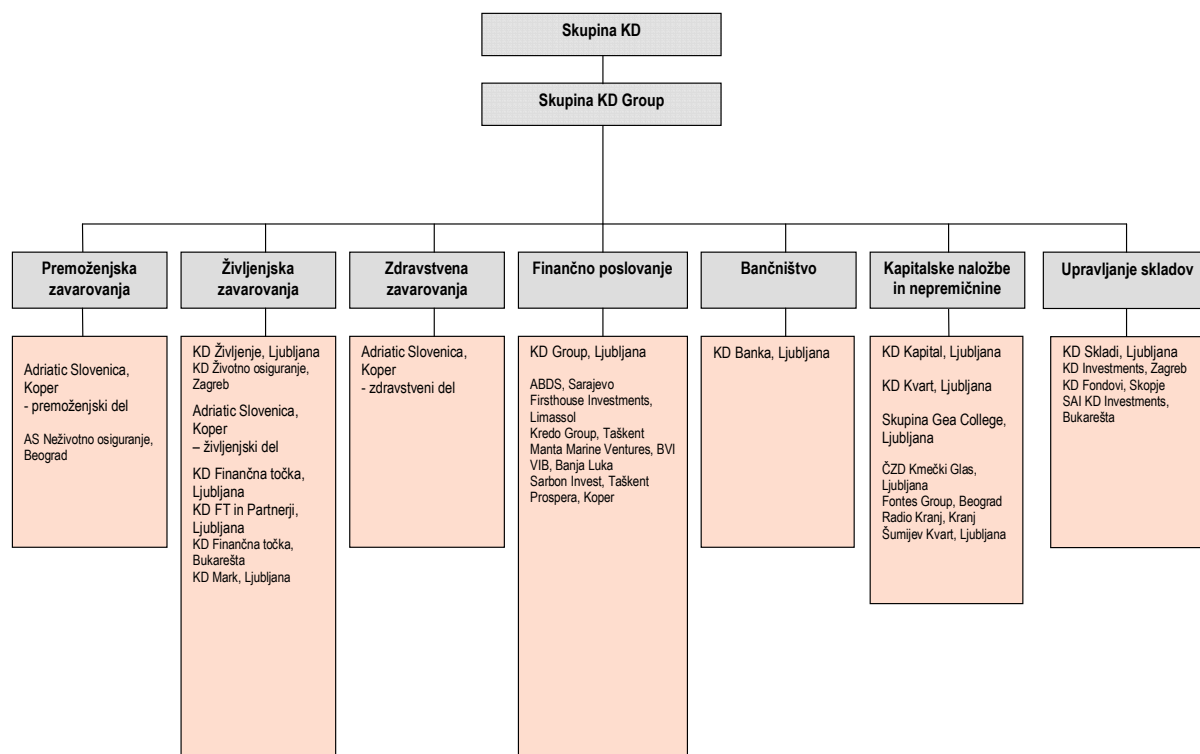 Skupina KD
Skupina KD Group
Premoženjska
zavarovanja
Življenjska
zavarovanja
Zdravstvena
zavarovanja
Finančno poslovanje
Bančništvo
Kapitalske naložbe
in nepremičnine
Upravljanje skladov
Adriatic Slovenica,
Koper
- premoženjski del
AS Neživotno osiguranje,
Beograd
KD Življenje, Ljubljana
KD Životno osiguranje,
Zagreb
Adriatic Slovenica,
Koper
– življenjski del
KD Finančna točka,
Ljubljana
KD FT in Partnerji,
Ljubljana
KD Finančna točka,
Bukarešta
KD Mark, Ljubljana
Adriatic Slovenica,
Koper
- zdravstveni del
KD Group, Ljubljana
ABDS, Sarajevo
Firsthouse Investments,
Limassol
Kredo Group, Taškent
Manta Marine Ventures, BVI
VIB, Banja Luka
Sarbon Invest, Taškent
Prospera, Koper
KD Banka, Ljubljana
KD Kapital, Ljubljana
KD Kvart, Ljubljana
Skupina Gea College,
Ljubljana
ČZD Kmečki Glas,
Ljubljana
Fontes Group, Beograd
Radio Kranj, Kranj
Šumijev Kvart, Ljubljana
KD Skladi, Ljubljana
KD Investments, Zagreb
KD Fondovi, Skopje
SAI KD Investments,
Bukarešta